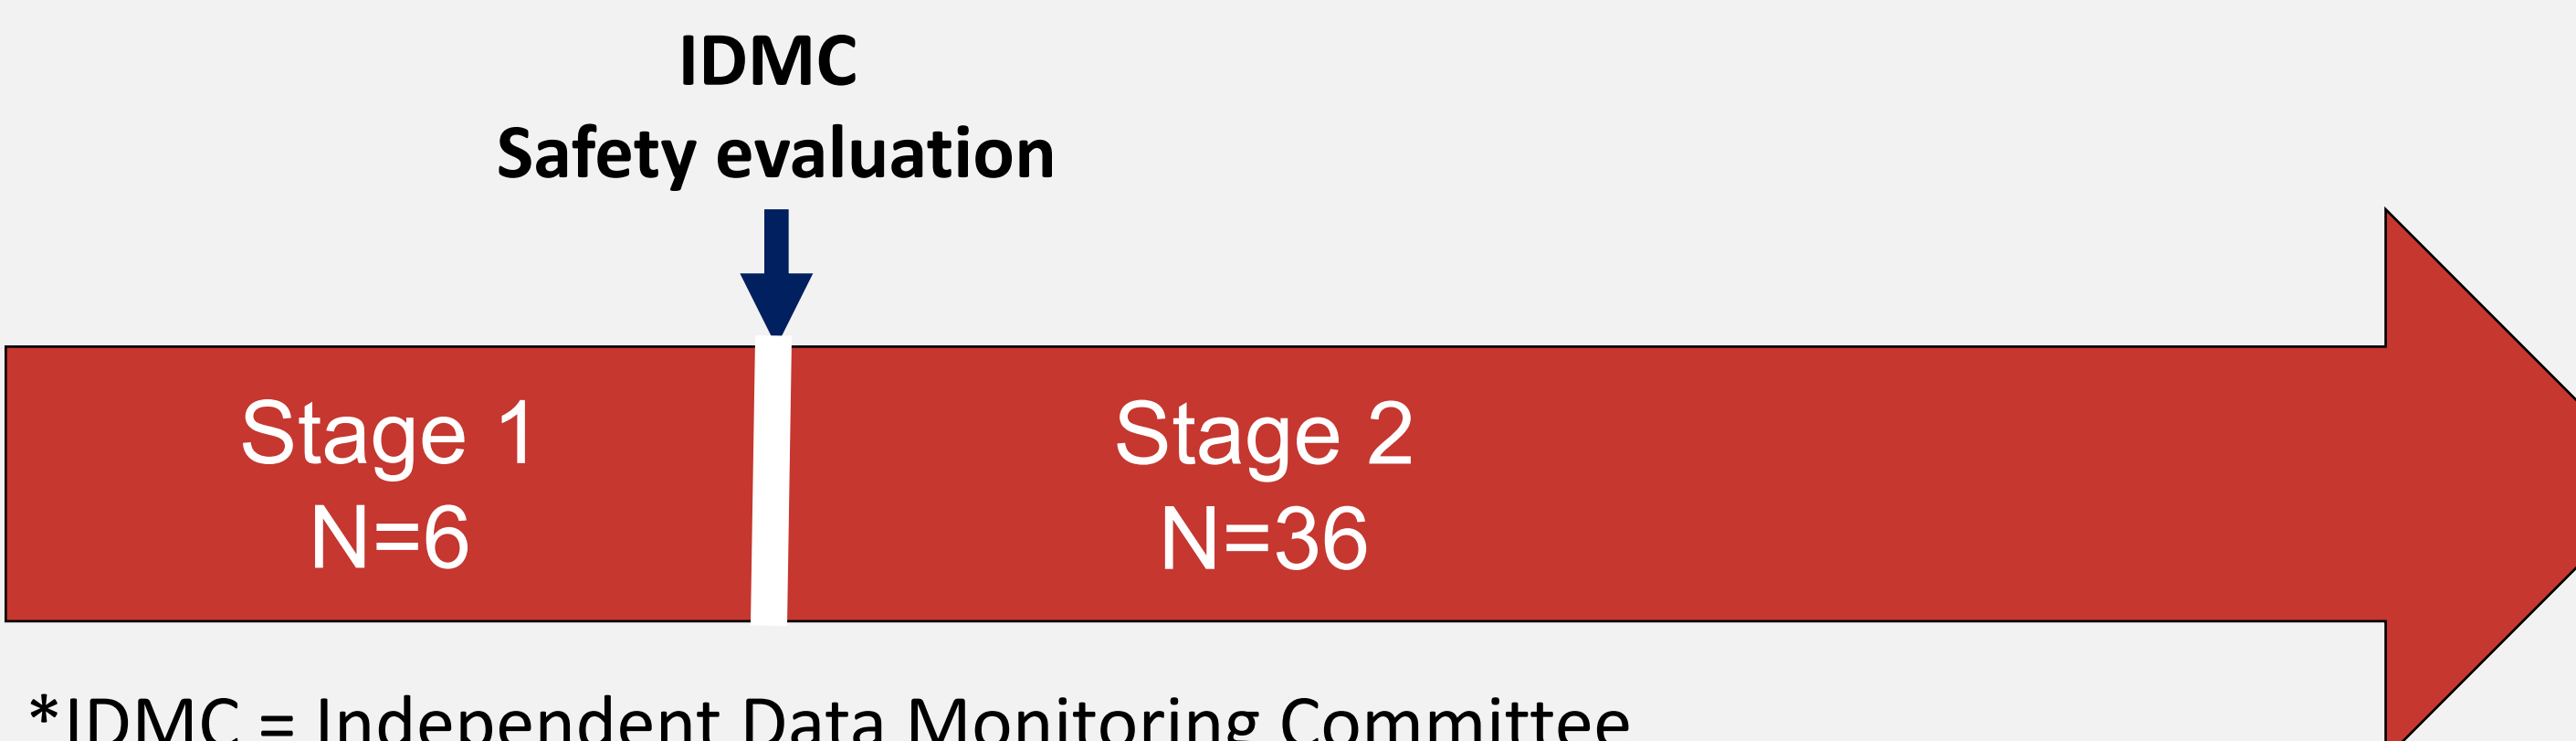 IDMC
Safety evaluation
Stage 1
N=6
Stage 2
N=36
*IDMC = Independent Data Monitoring Committee